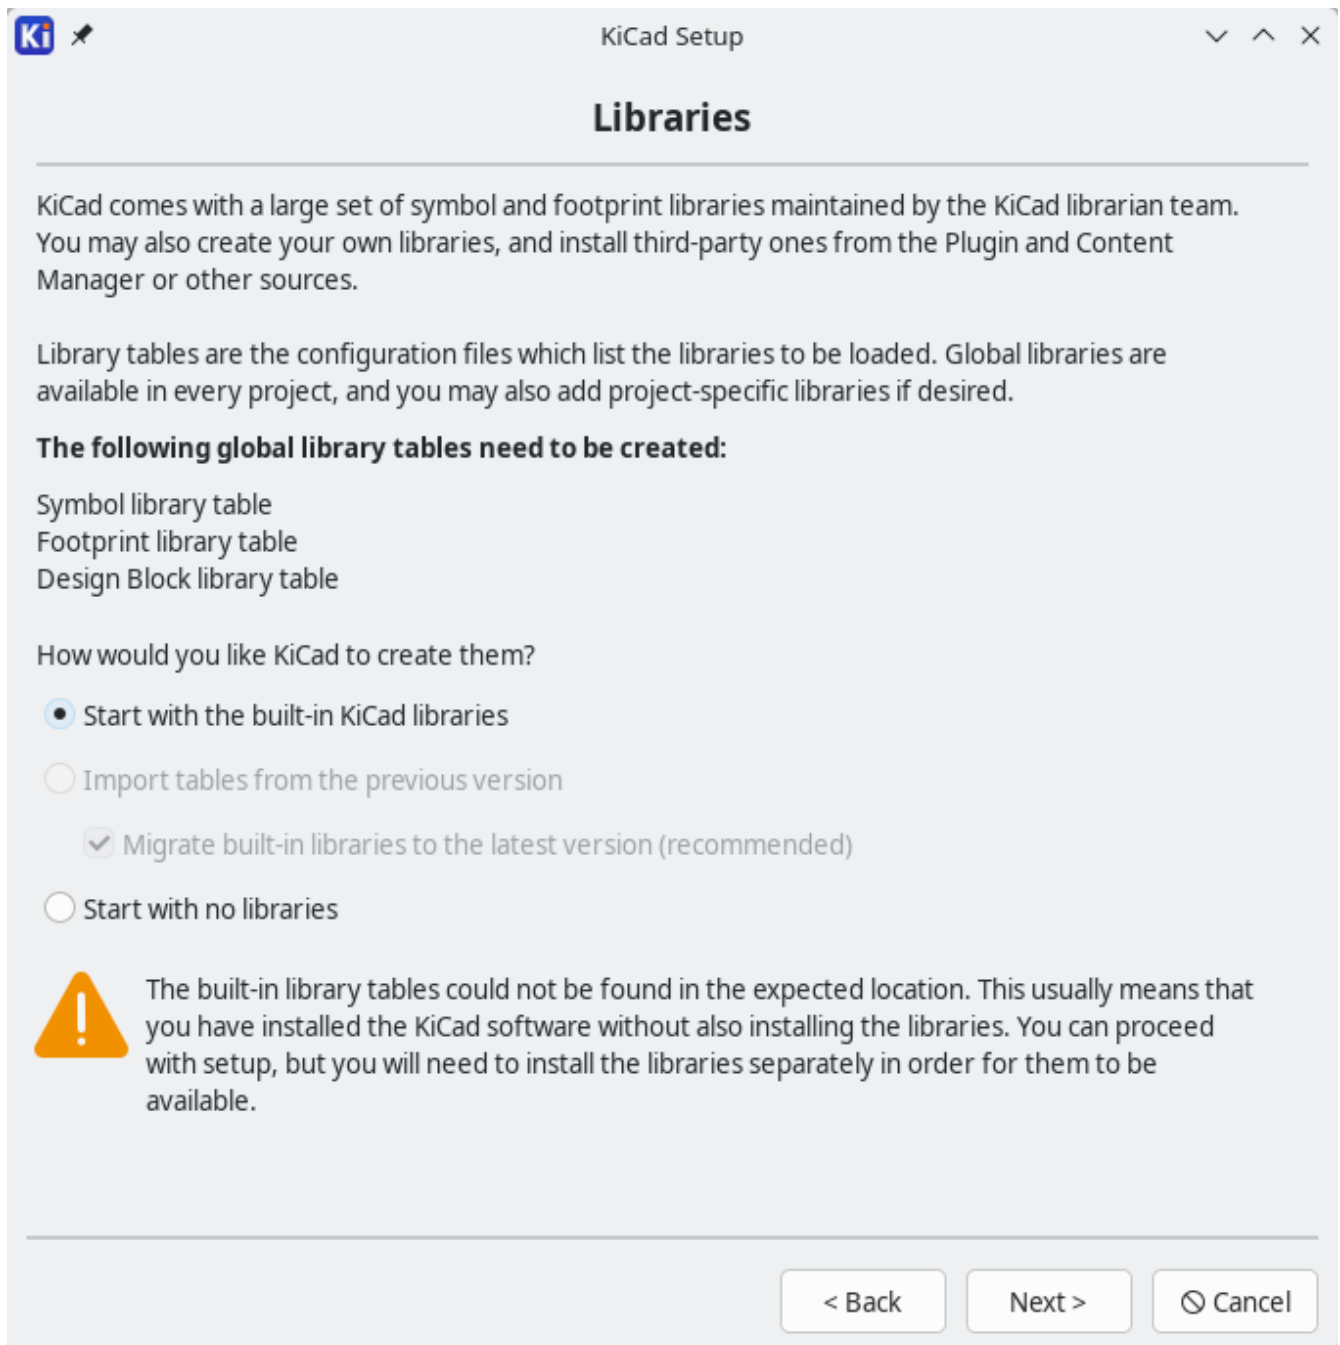 Ki
KiCad Setup
Libraries
KiCad comes with a large set of symbol and footprint libraries maintained by the KiCad librarian team.
You may also create your own libraries, and install third-party ones from the Plugin and Content
Manager or other sources.
Library tables are the configuration files which list the libraries to be loaded. Global libraries are
available in every project, and you may also add project-specific libraries if desired.
The following global library tables need to be created:
Symbol library table
Footprint library table
Design Block library table
How would you like KiCad to create them?
Start with the built-in KiCad libraries
Import tables from the previous version
Migrate built-in libraries to the latest version (recommended)
Start with no libraries
The built-in library tables could not be found in the expected location. This usually means that
you have installed the KiCad software without also installing the libraries. You can proceed
with setup, but you will need to install the libraries separately in order for them to be
available.
< Back
Next >
Cancel